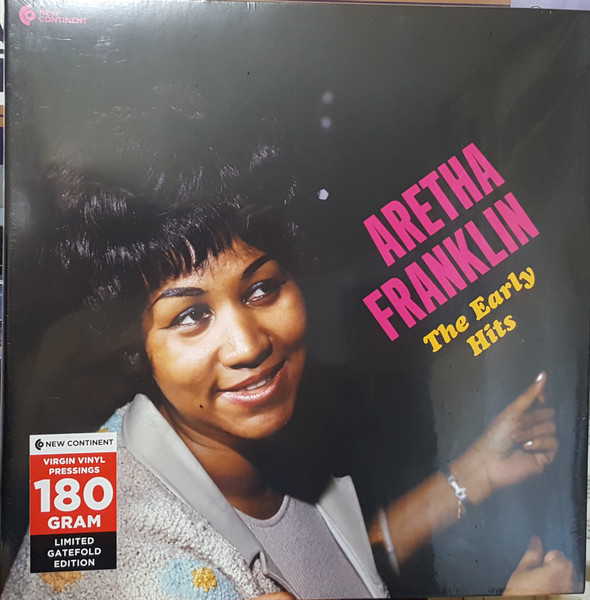 NEW
CONTINENT
ARETHA
FRANKLIN
The Early
Hits
NEW CONTINENT
VIRGIN VINYL
PRESSINGS
180
GRAM
LIMITED
GATEFOLD
EDITION